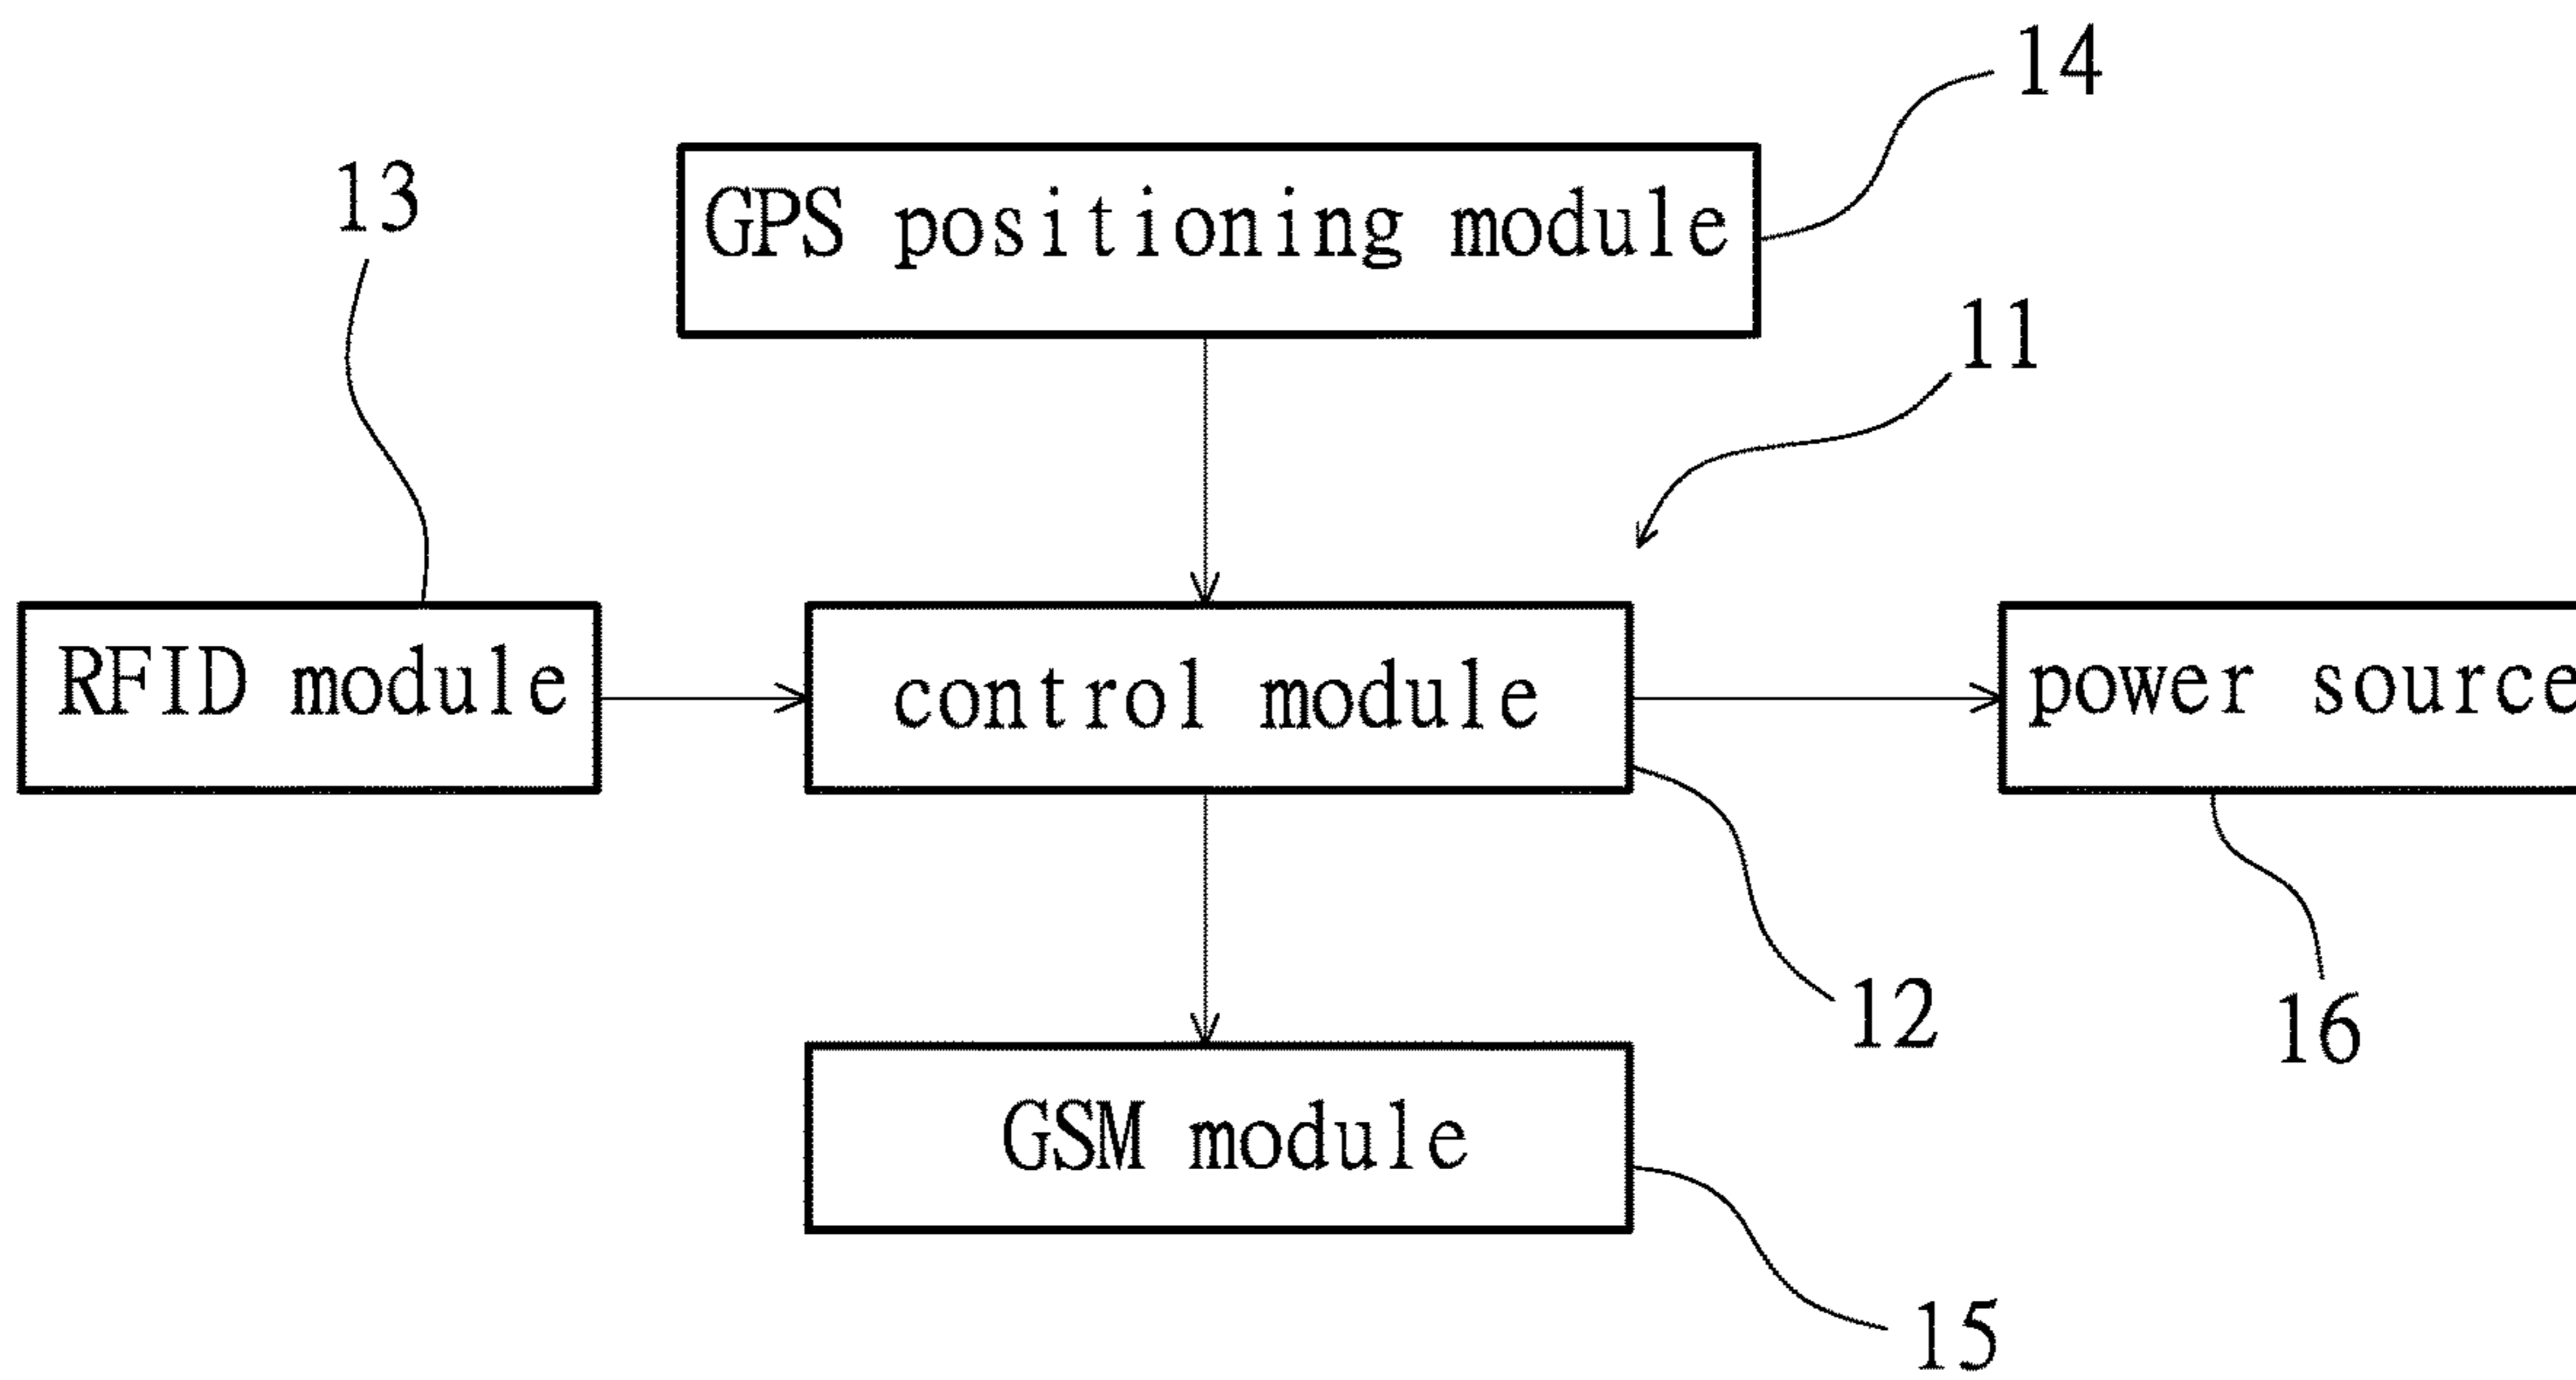 14
13
GPS positioning module
11
RFID module
control module
power source
12
16
GSM module
15